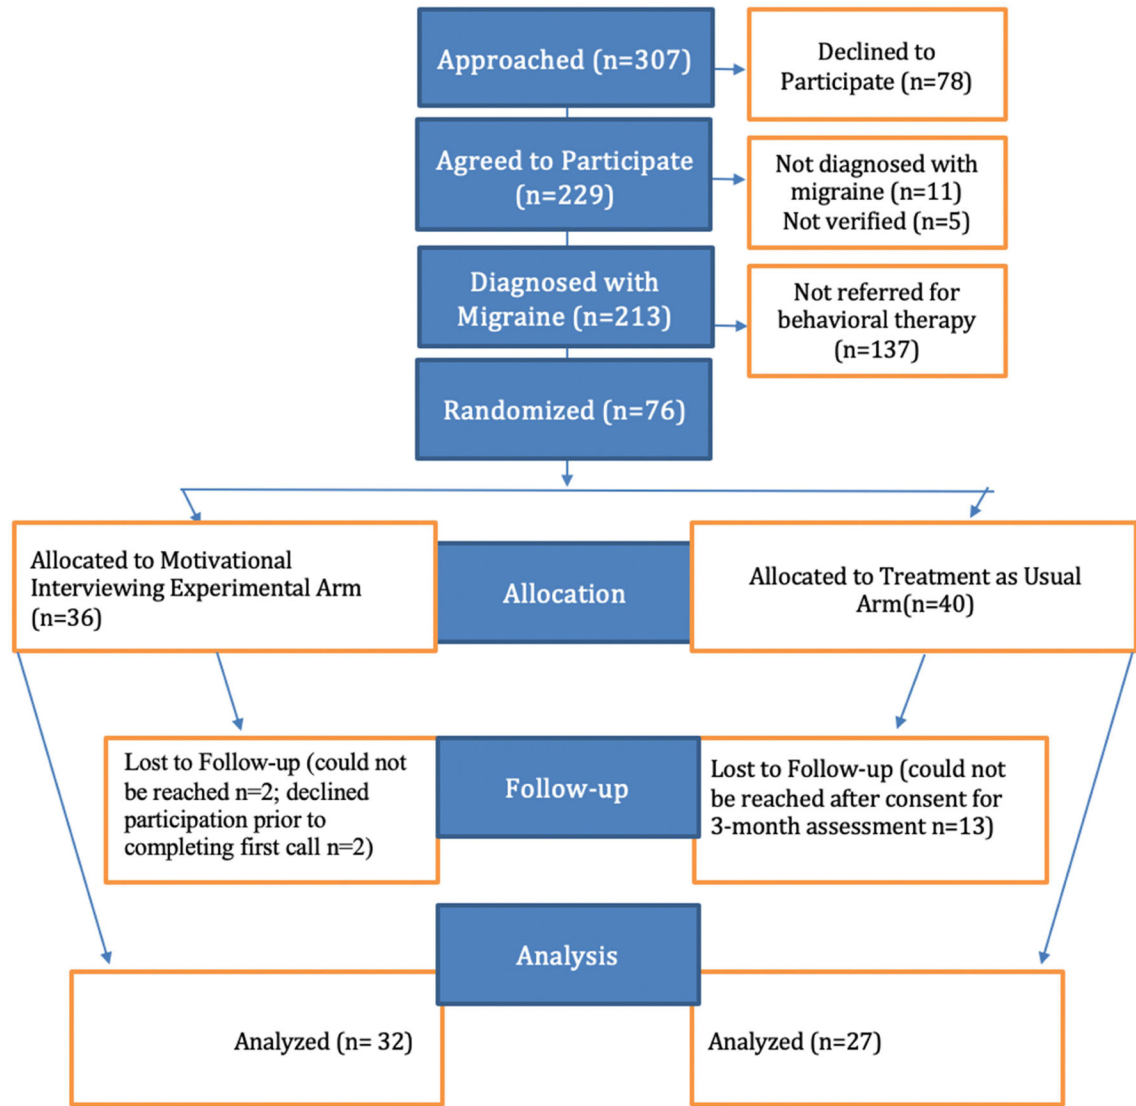 Approached (n=307)
Declined to
Participate (n=78)
Agreed to Participate
(n=229)
Not diagnosed with
migraine (n=11)
Not verified (n=5)
Diagnosed with
Migraine (n=213)
Not referred for
behavioral therapy
(n=137)
Randomized (n=76)
Allocated to Motivational
Interviewing Experimental Arm
(n=36)
Allocation
Allocated to Treatment as Usual
Arm(n=40)
Lost to Follow-up (could not
be reached n=2; declined
participation prior to
completing first call n=2)
Follow-up
Lost to Follow-up (could not
be reached after consent for
3-month assessment n=13)
Analysis
Analyzed (n= 32)
Analyzed (n=27)